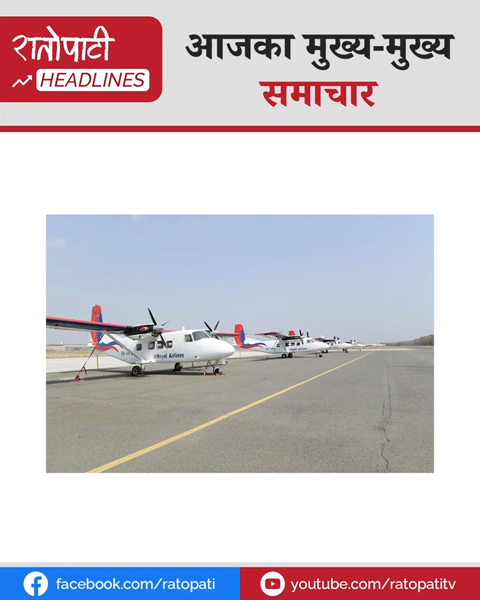 रातोपाटी
HEADLINES
आजका मुख्य-मुख्य
समाचार
Nepal Airlines
facebook.com/ratopati
youtube.com/ratopatitv